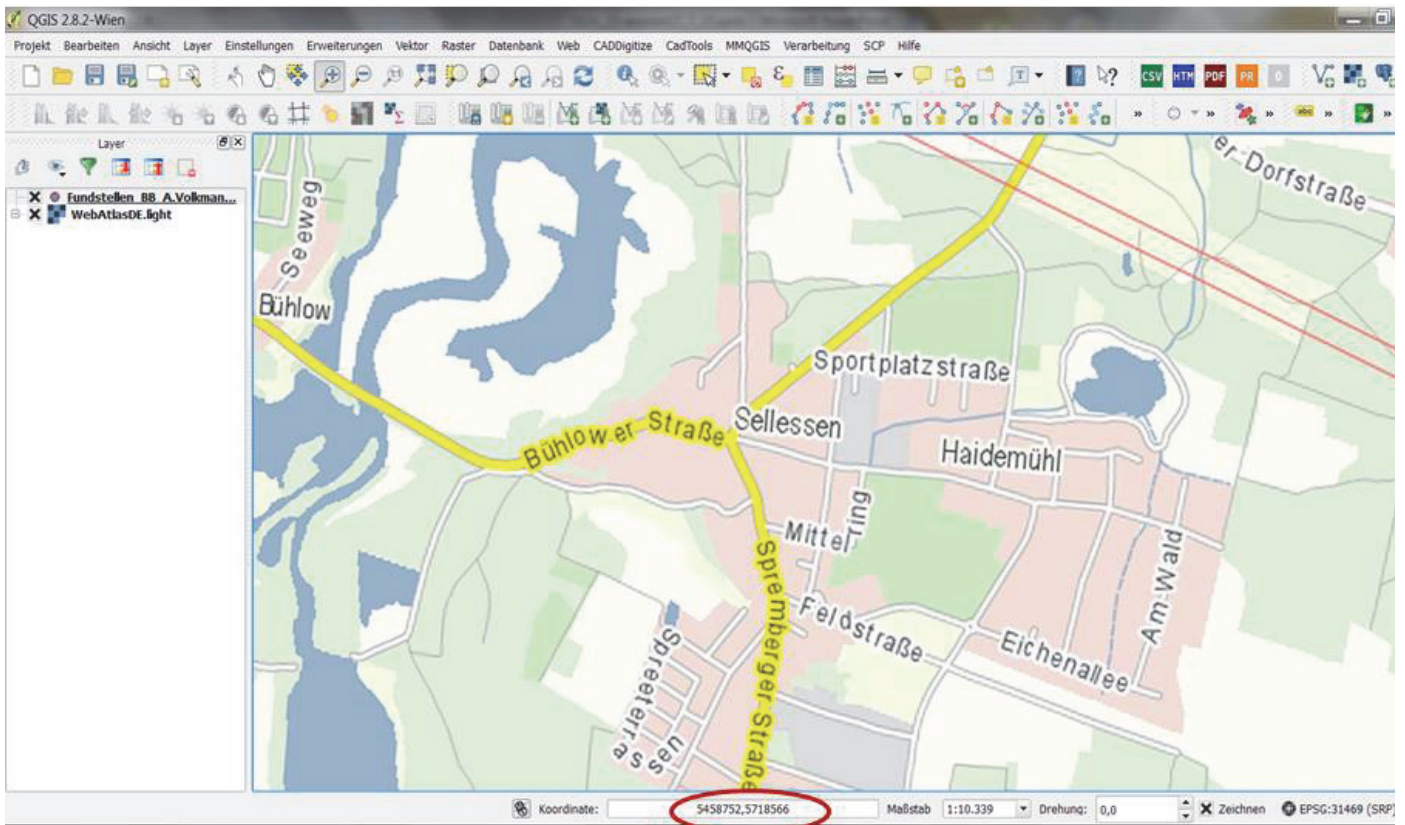 QGIS 2.8.2-Wien
Projekt Bearbeiten Ansicht Layer Einstellungen Erweiterungen Vektor Raster Datenbank Web CADDigitize CadTools MMQGIS Verarbeitung SCP Hilfe
CSV HTM PDF PR
Layer
Fundstellen_BB_A.Volkman...
WebAtlasDE.light
er-Dorfstraße
Seeweg
Bühlow
Sportplatzstraße
Sellessen
Bühlower Straße
Haidemühl
Mittelring
Am Wald
Spremberger Straße
Feldstraße
Eichenallee
Spreeterrassen
Koordinate: 5458752,5718566 Maßstab 1:10.339 Drehung: 0,0 Zeichnen EPSG:31469 (SRP)